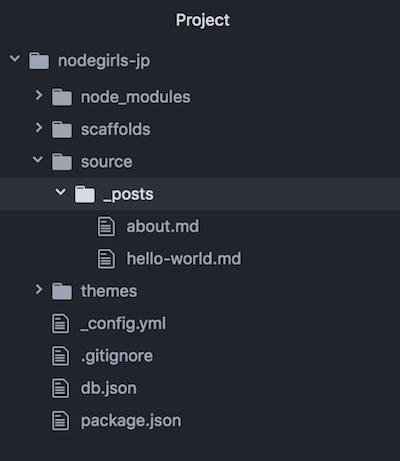 Project
nodegirls-jp
node_modules
scaffolds
source
_posts
about.md
hello-world.md
themes
_config.yml
.gitignore
db.json
package.json